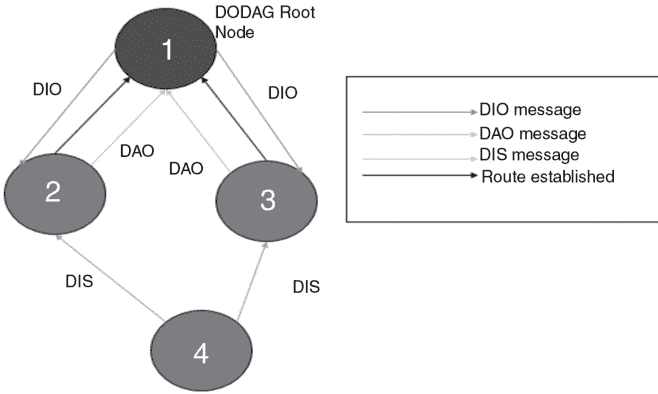 DODAG Root
Node
1
DIO
DIO
DAO
DAO
2
3
DIS
DIS
4
DIO message
DAO message
DIS message
Route established